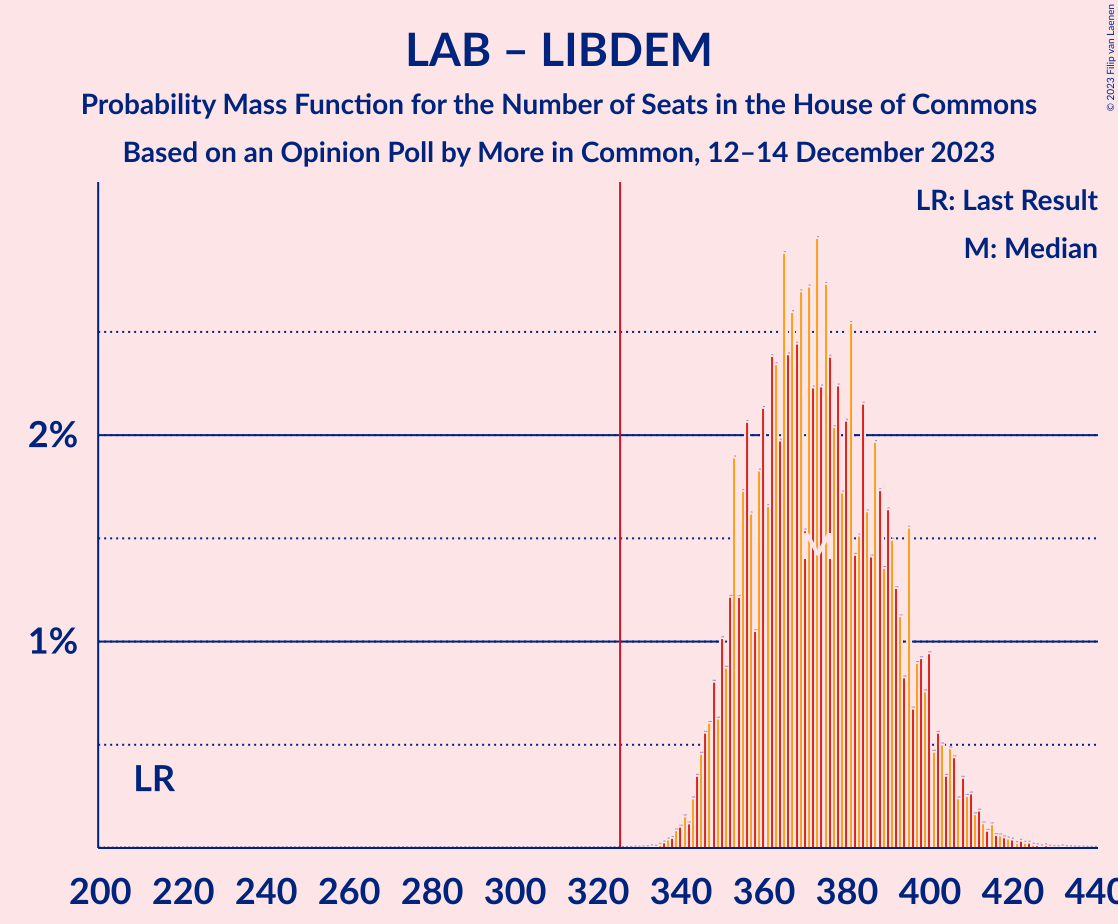 LAB – LIBDEM
Probability Mass Function for the Number of Seats in the House of Commons
Based on an Opinion Poll by More in Common, 12–14 December 2023
© 2023 Filip van Laenen
LR: Last Result
M: Median
2%
1%
M
LR
200 220 240 260 280 300 320 340 360 380 400 420 440